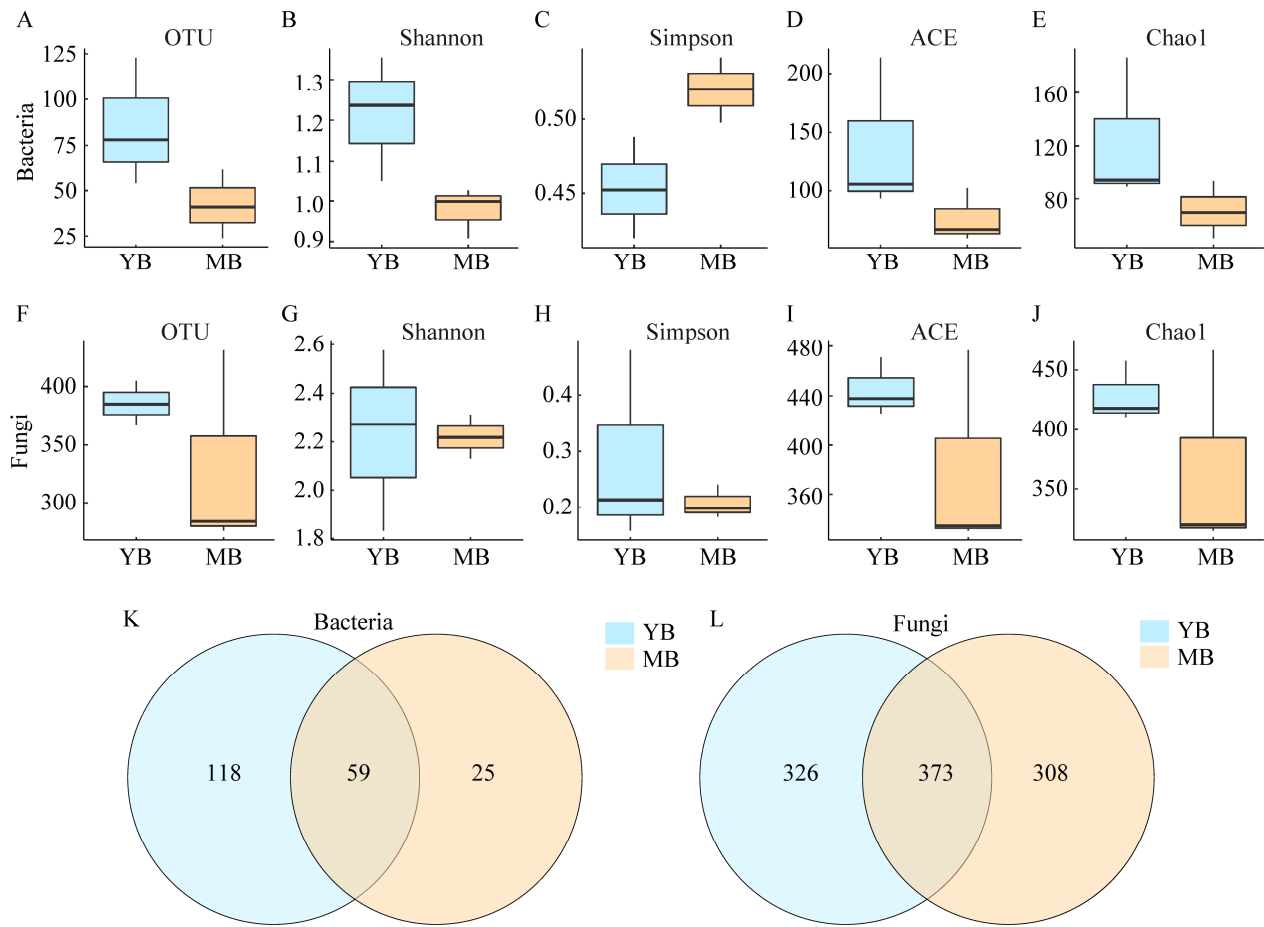 A
OTU
Bacteria
125
100
75
50
25
YB
MB
B
Shannon
1.3
1.2
1.1
1.0
0.9
YB
MB
C
Simpson
0.50
0.45
YB
MB
D
ACE
200
150
100
YB
MB
E
Chao1
160
120
80
YB
MB
F
OTU
Fungi
400
350
300
YB
MB
G
Shannon
2.6
2.4
2.2
2.0
1.8
YB
MB
H
Simpson
0.4
0.3
0.2
YB
MB
I
ACE
480
440
400
360
YB
MB
J
Chao1
450
400
350
YB
MB
K
Bacteria
YB
MB
118
59
25
L
Fungi
YB
MB
326
373
308